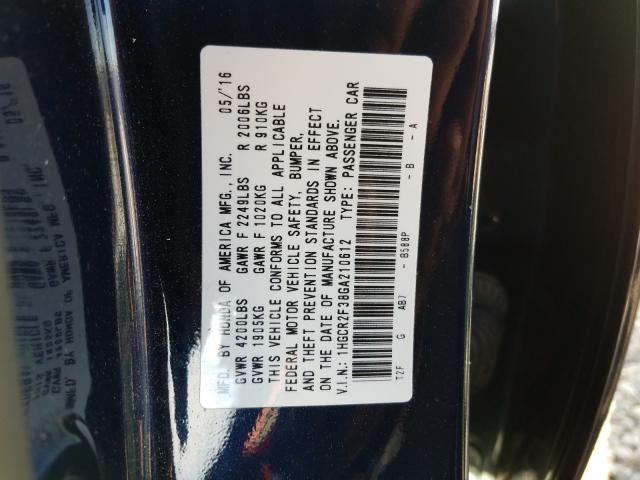 MFD. BY HONDA OF AMERICA MFG., INC. 05/'16
GVWR 4200LBS GAWR F 2249LBS R 2006LBS
GVWR 1905KG GAWR F 1020KG R 910KG
THIS VEHICLE CONFORMS TO ALL APPLICABLE
FEDERAL MOTOR VEHICLE SAFETY, BUMPER,
AND THEFT PREVENTION STANDARDS IN EFFECT
ON THE DATE OF MANUFACTURE SHOWN ABOVE.
V.I.N.: 1HGCR2F38GA210612 TYPE: PASSENGER CAR
T2F G AB7 - B588P - B - A